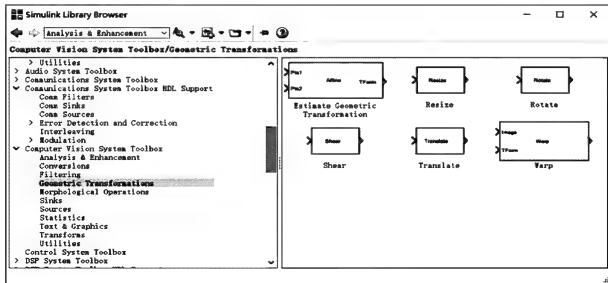 Simulink Library Browser
Analysis & Enhancement
Computer Vision System Toolbox/Geometric Transformations
> Utilities
> Audio System Toolbox
> Communications System Toolbox
Communications System Toolbox HDL Support
Comm Filters
Comm Sinks
Comm Sources
> Error Detection and Correction
Interleaving
> Modulation
Computer Vision System Toolbox
Analysis & Enhancement
Conversions
Filtering
Geometric Transformations
Morphological Operations
Sinks
Sources
Statistics
Text & Graphics
Transforms
Utilities
Control System Toolbox
> DSP System Toolbox
Pts1
Pts2
Affine
TForm
Estimate Geometric
Transformation
Resize
Resize
Rotate
Rotate
Shear
Shear
Translate
Translate
Image
TForm
Warp
Warp